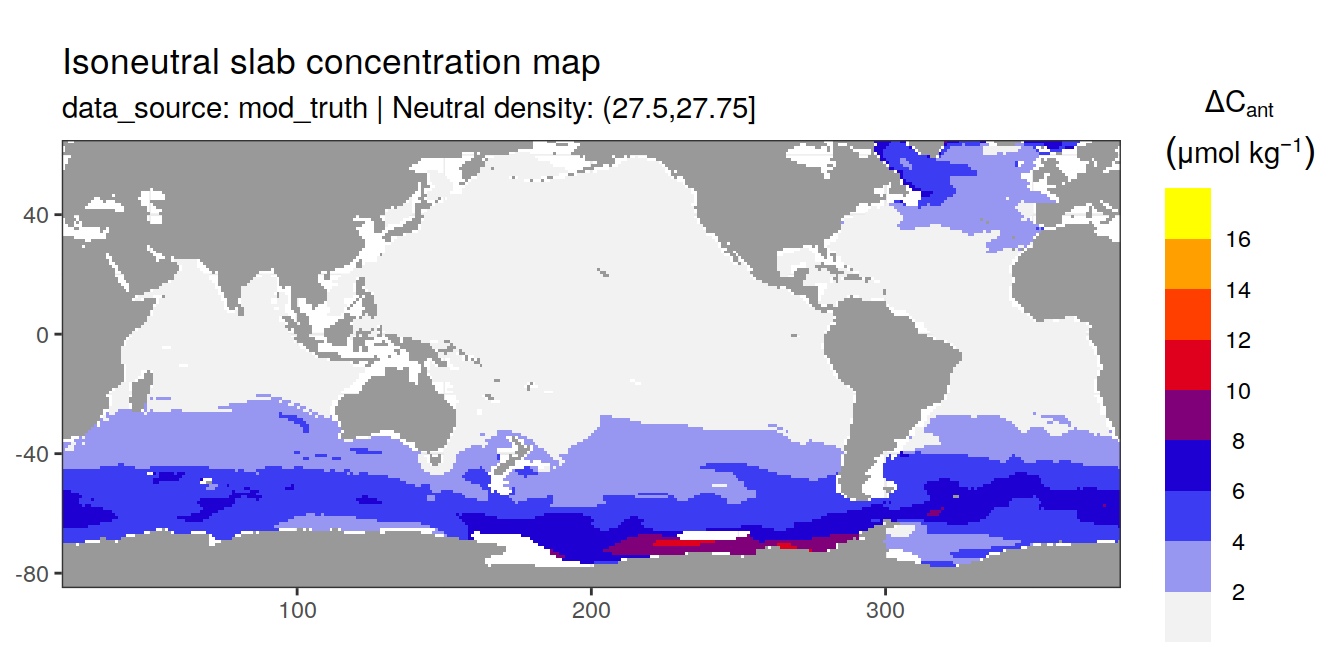 Isoneutral slab concentration map
data_source: mod_truth | Neutral density: (27.5,27.75]
ΔCant
(μmol kg⁻¹)
16
14
12
10
8
6
4
2
40
0
-40
-80
100 200 300